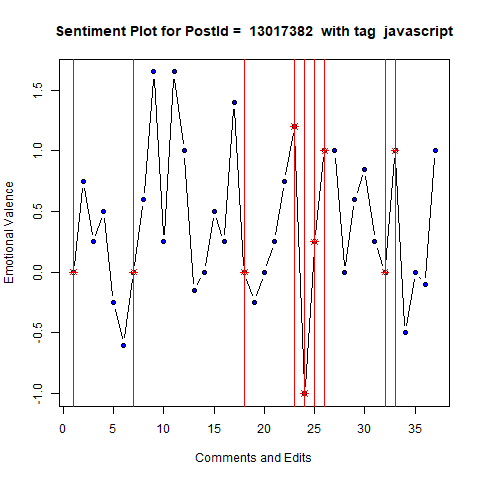 Sentiment Plot for PostId =  13017382  with tag  javascript
Emotional Valence
1.5
1.0
0.5
0.0
-0.5
-1.0
0 5 10 15 20 25 30 35
Comments and Edits